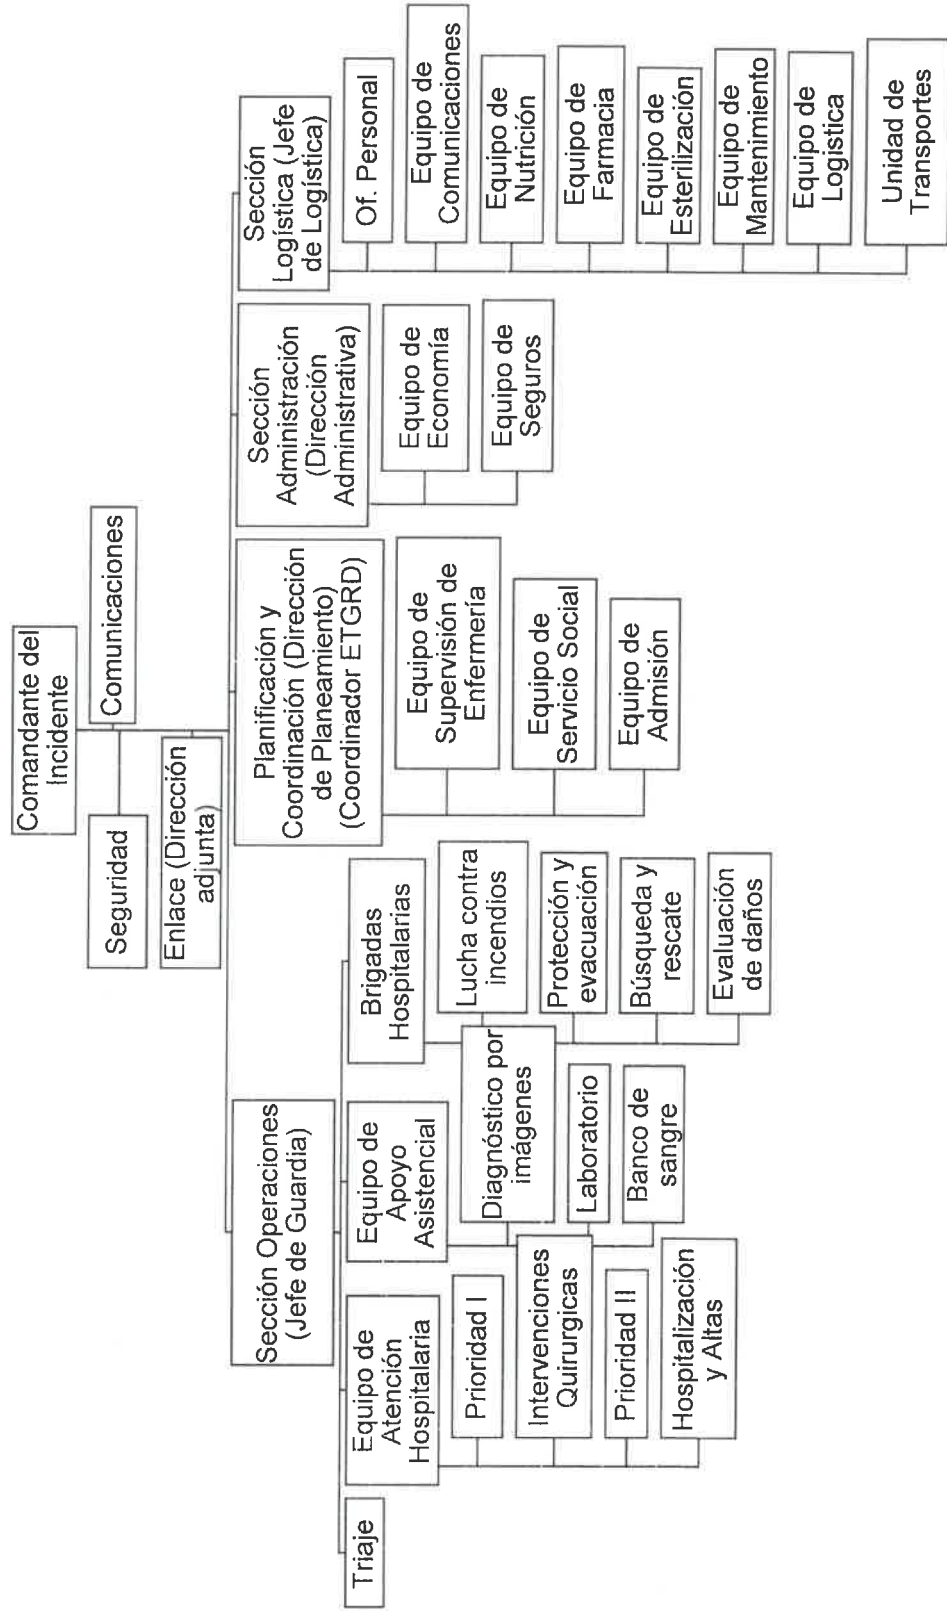 Comandante del
Incidente
Comunicaciones
Seguridad
Enlace (Dirección
adjunta)
Sección Operaciones
(Jefe de Guardia)
Triaje
Equipo de
Atención
Hospitalaria
Prioridad I
Intervenciones
Quirurgicas
Prioridad II
Hospitalización
y Altas
Equipo de
Apoyo
Asistencial
Diagnóstico por
imágenes
Laboratorio
Banco de
sangre
Brigadas
Hospitalarias
Lucha contra
incendios
Protección y
evacuación
Búsqueda y
rescate
Evaluación
de daños
Planificación y
Coordinación (Dirección
de Planeamiento)
(Coordinador ETGRD)
Equipo de
Supervisión de
Enfermería
Equipo de
Servicio Social
Equipo de
Admisión
Sección
Administración
(Dirección
Administrativa)
Equipo de
Economía
Equipo de
Seguros
Sección
Logística (Jefe
de Logística)
Of. Personal
Equipo de
Comunicaciones
Equipo de
Nutrición
Equipo de
Farmacia
Equipo de
Esterilización
Equipo de
Mantenimiento
Equipo de
Logistica
Unidad de
Transportes